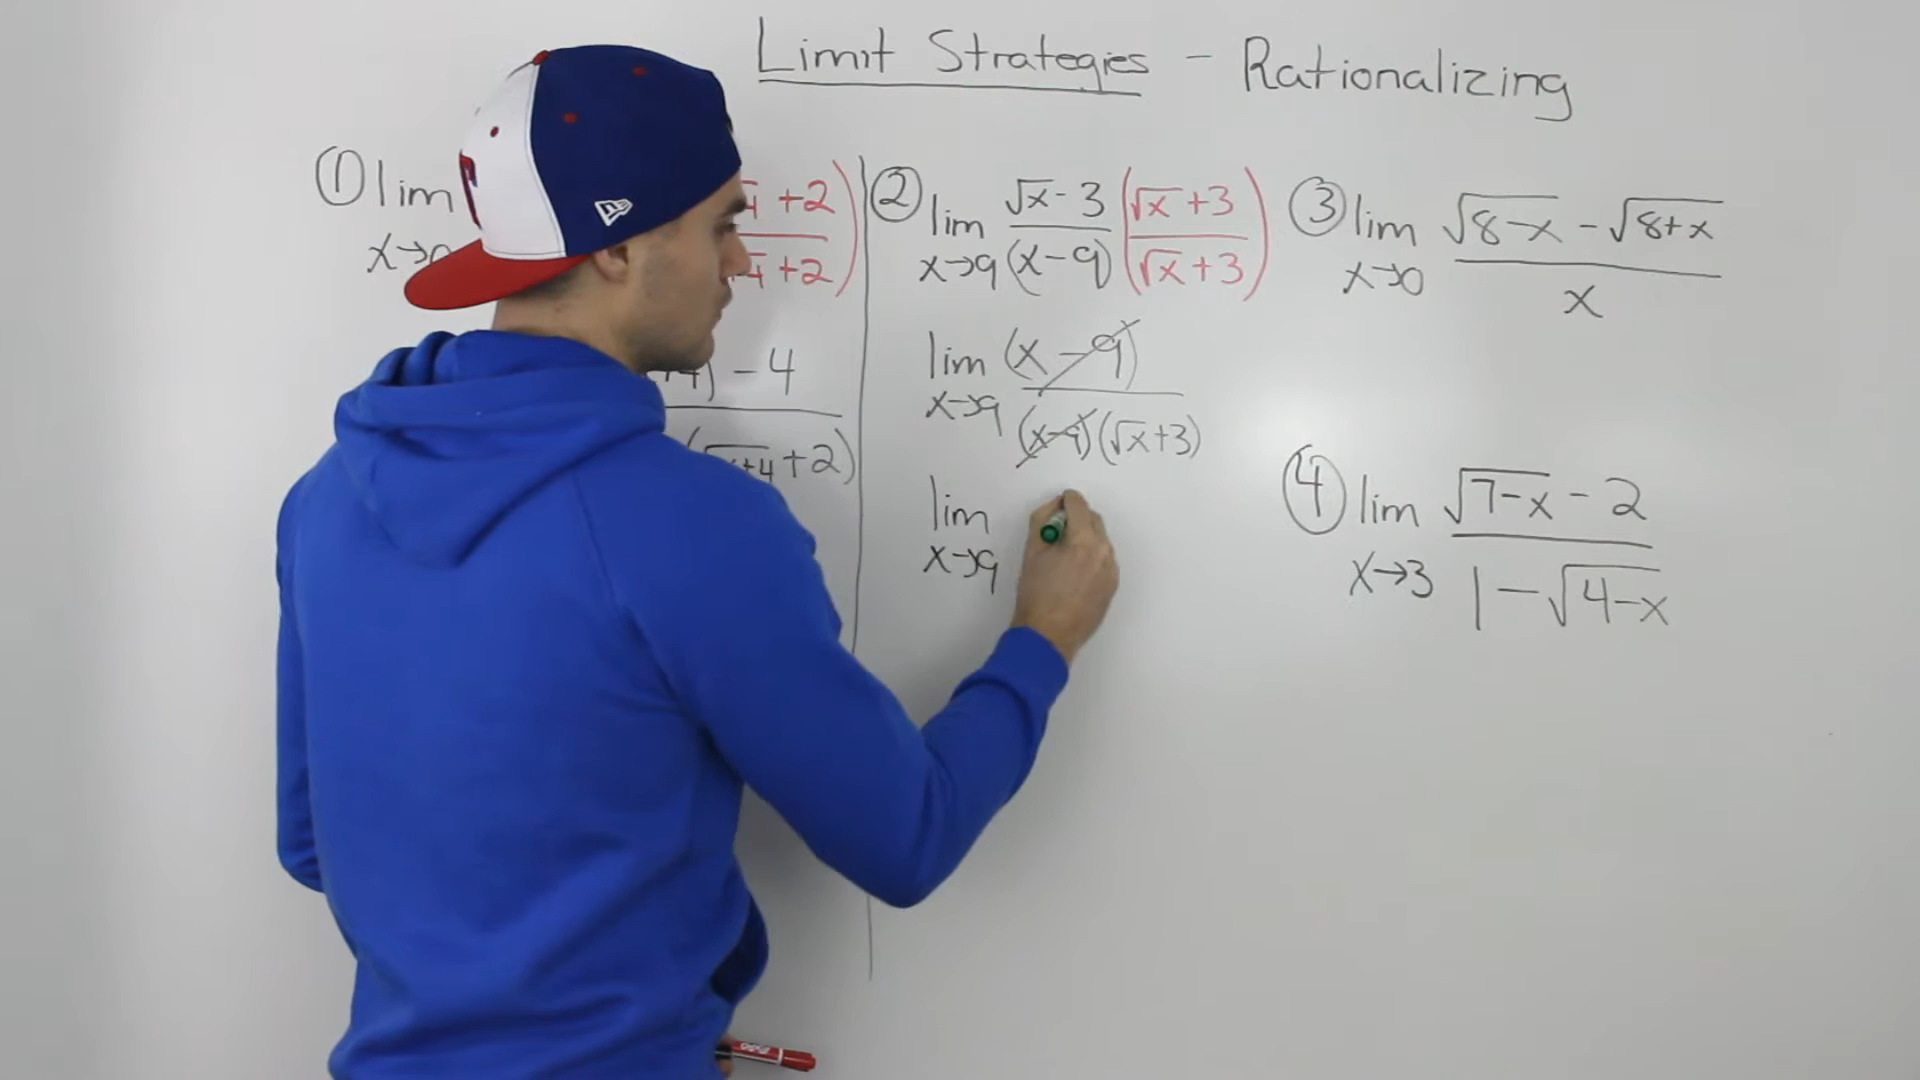 Limit Strategies - Rationalizing
① lim
x→0
+2)
+2)
) - 4
(√x+4 +2)
② lim √x - 3 (√x +3)
x→9 (x-9) (√x+3)
lim (x - 9)
x→9 (x-9)(√x+3)
lim
x→9
③ lim √8-x - √8+x
x→0 x
④ lim √7-x - 2
x→3 1-√4-x